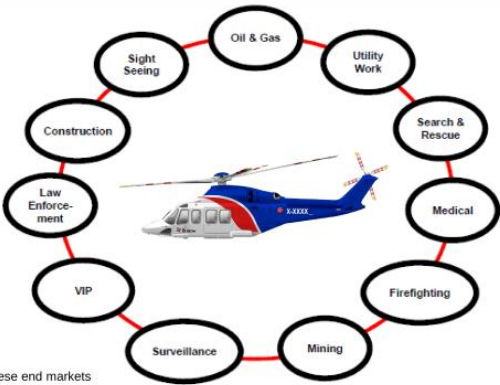 Oil & Gas
Utility
Work
Search &
Rescue
Medical
Firefighting
Mining
Surveillance
VIP
Law
Enforce-
ment
Construction
Sight
Seeing
X-XXXX
ese end markets